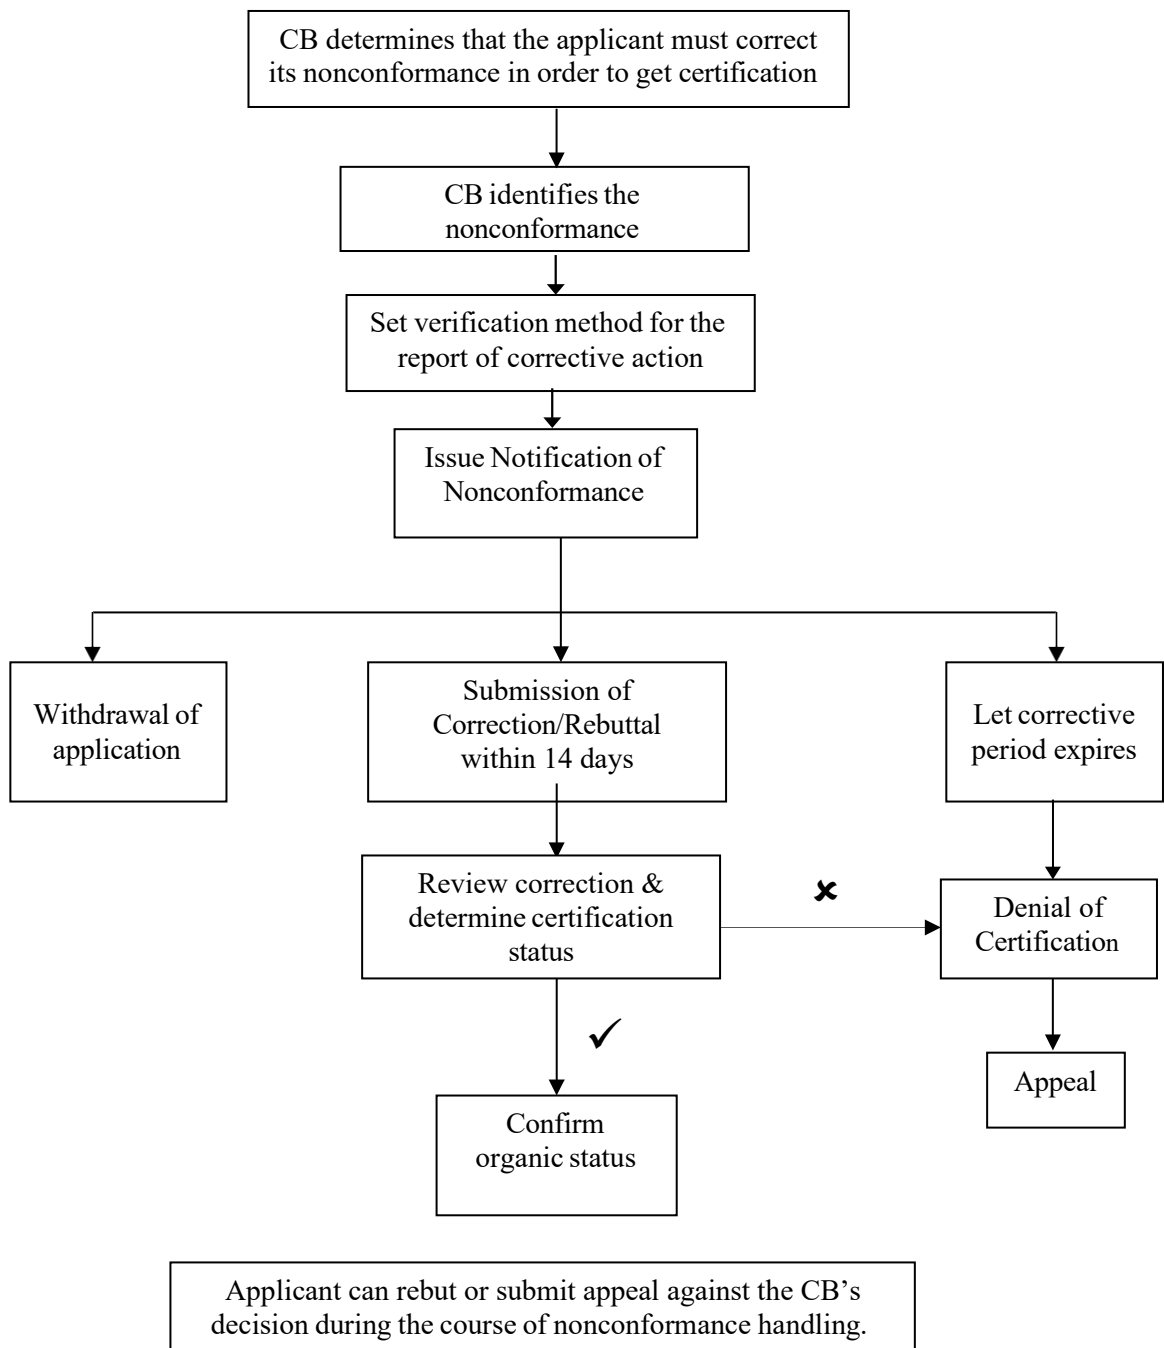 CB determines that the applicant must correct
its nonconformance in order to get certification
CB identifies the
nonconformance
Set verification method for the
report of corrective action
Issue Notification of
Nonconformance
Withdrawal of
application
Submission of
Correction/Rebuttal
within 14 days
Let corrective
period expires
Review correction &
determine certification
status
✘
Denial of
Certification
✓
Appeal
Confirm
organic status
Applicant can rebut or submit appeal against the CB’s
decision during the course of nonconformance handling.